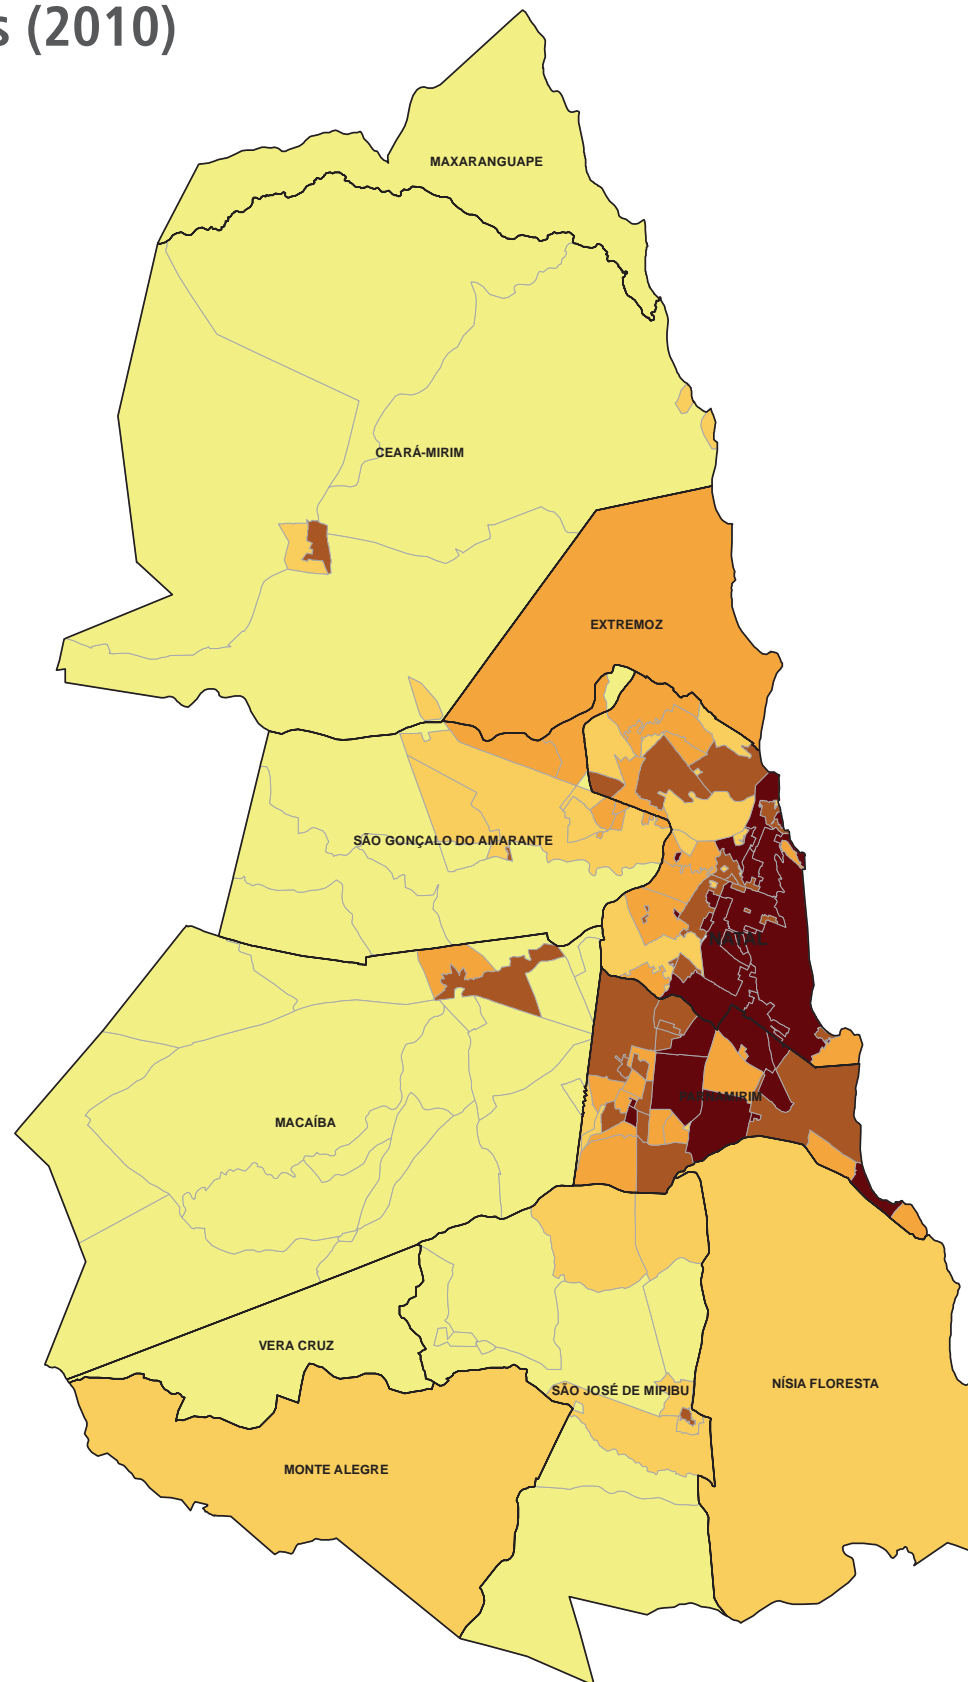 s (2010)
MAXARANGUAPE
CEARÁ-MIRIM
EXTREMOZ
SÃO GONÇALO DO AMARANTE
NATAL
PARNAMIRIM
MACAÍBA
VERA CRUZ
NÍSIA FLORESTA
SÃO JOSÉ DE MIPIBU
MONTE ALEGRE